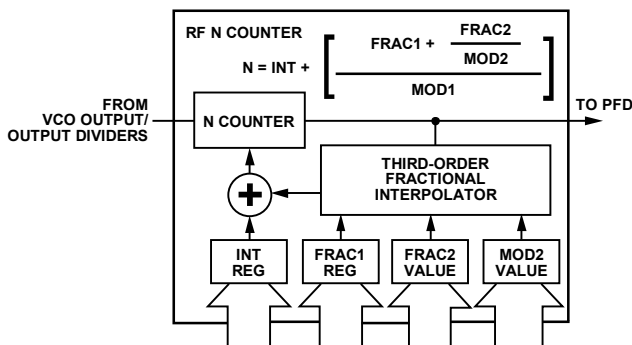 RF N COUNTER
N = INT +
FRAC1 +
FRAC2
MOD2
MOD1
FROM
VCO OUTPUT/
OUTPUT DIVIDERS
N COUNTER
TO PFD
THIRD-ORDER
FRACTIONAL
INTERPOLATOR
+
INT
REG
FRAC1
REG
FRAC2
VALUE
MOD2
VALUE